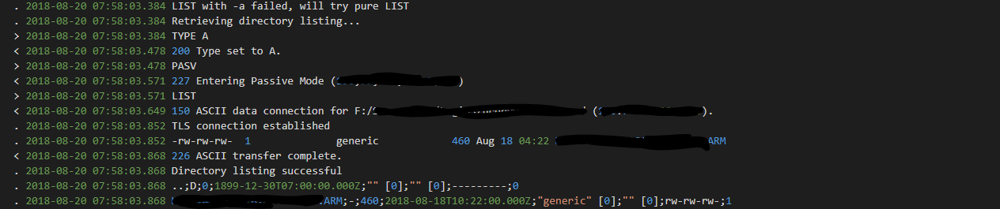 . 2018-08-20 07:58:03.384 LIST with -a failed, will try pure LIST
. 2018-08-20 07:58:03.384 Retrieving directory listing...
> 2018-08-20 07:58:03.384 TYPE A
< 2018-08-20 07:58:03.478 200 Type set to A.
> 2018-08-20 07:58:03.478 PASV
< 2018-08-20 07:58:03.571 227 Entering Passive Mode ( )
> 2018-08-20 07:58:03.571 LIST
< 2018-08-20 07:58:03.649 150 ASCII data connection for F:/ ( ).
. 2018-08-20 07:58:03.852 TLS connection established
. 2018-08-20 07:58:03.852 -rw-rw-rw- 1 generic 460 Aug 18 04:22 ARM
< 2018-08-20 07:58:03.868 226 ASCII transfer complete.
. 2018-08-20 07:58:03.868 Directory listing successful
. 2018-08-20 07:58:03.868 ..;D;0;1899-12-30T07:00:00.000Z;"" [0];"" [0];---------;0
. 2018-08-20 07:58:03.868 .ARM;-;460;2018-08-18T10:22:00.000Z;"generic" [0];"" [0];rw-rw-rw-;1